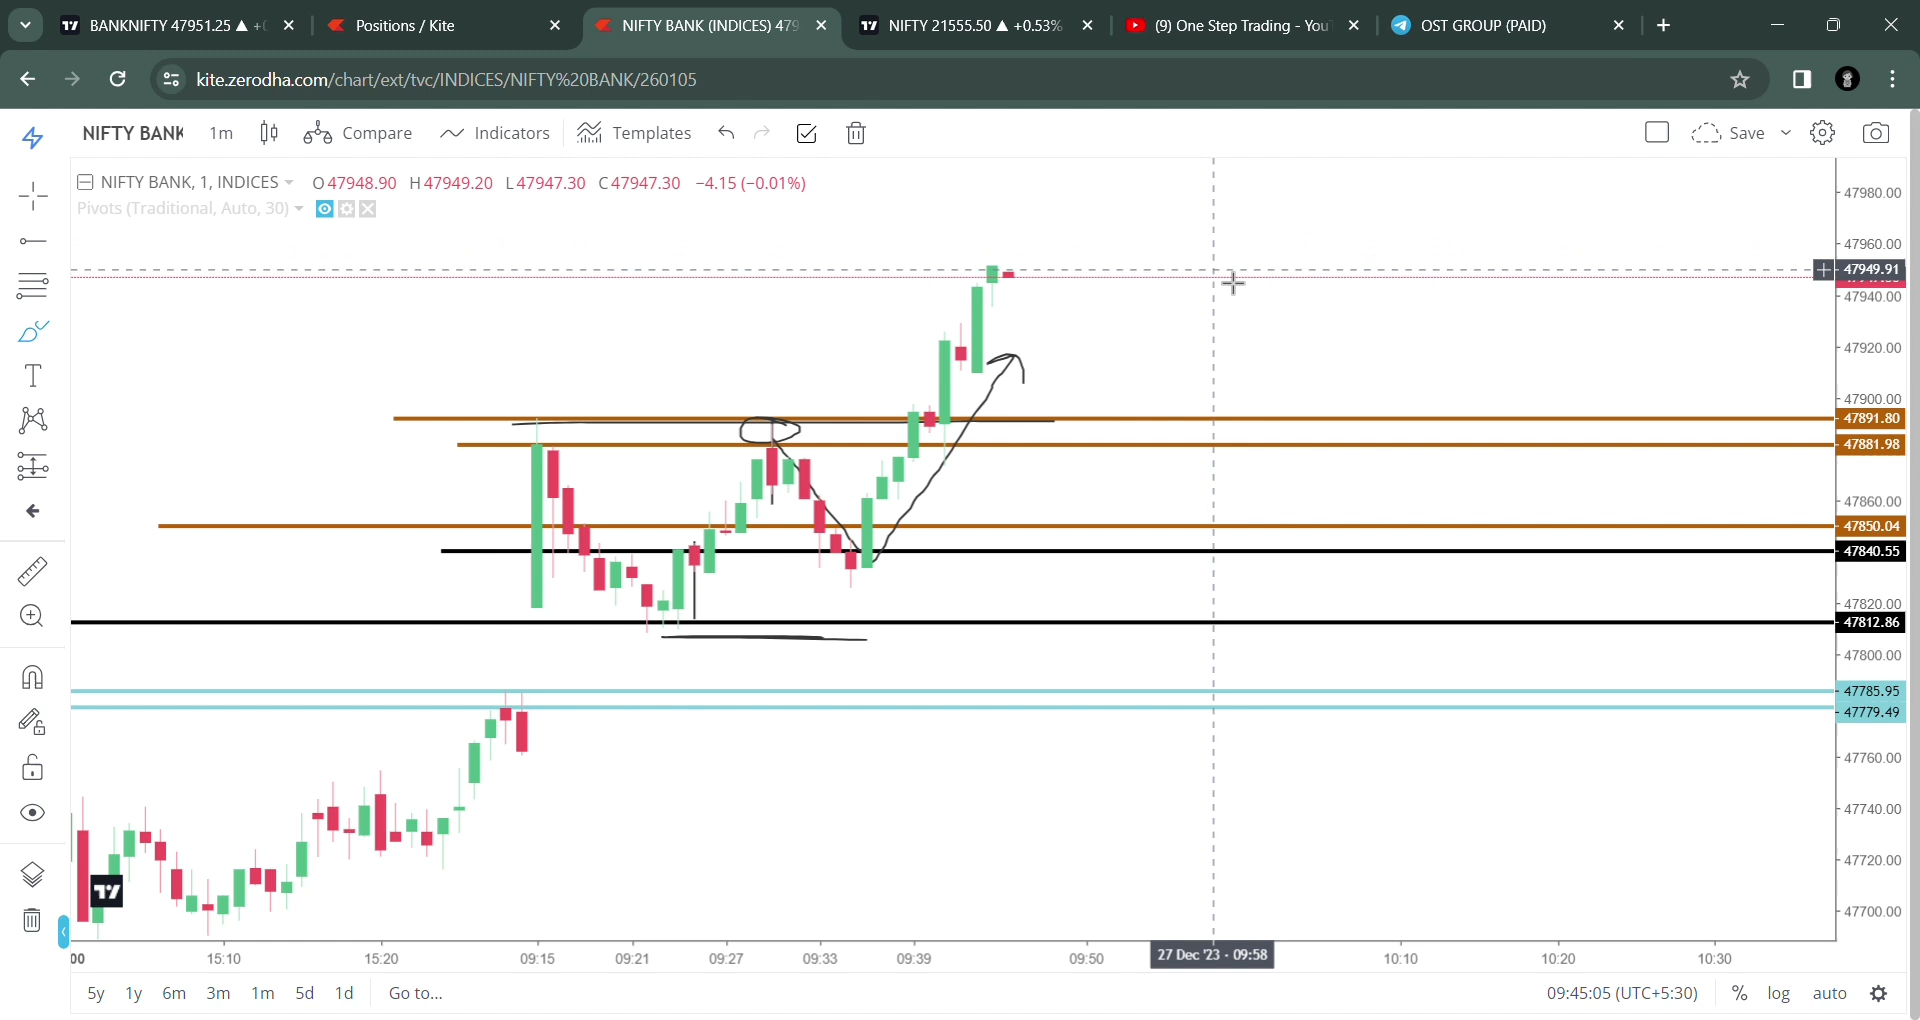 BANKNIFTY 47951.25 ▲ +0
Positions / Kite
NIFTY BANK (INDICES) 479
NIFTY 21555.50 ▲ +0.53%
(9) One Step Trading - You
OST GROUP (PAID)
kite.zerodha.com/chart/ext/tvc/INDICES/NIFTY%20BANK/260105
NIFTY BANK 1m Compare Indicators Templates Save
NIFTY BANK, 1, INDICES O47948.90 H47949.20 L47947.30 C47947.30 −4.15 (−0.01%)
Pivots (Traditional, Auto, 30)
47980.00
47960.00
47949.91
47940.00
47920.00
47900.00
47891.80
47881.98
47860.00
47850.04
47840.55
47820.00
47812.86
47800.00
47785.95
47779.49
47760.00
47740.00
47720.00
47700.00
00 15:10 15:20 09:15 09:21 09:27 09:33 09:39 09:50 27 Dec '23 - 09:58 10:10 10:20 10:30
5y 1y 6m 3m 1m 5d 1d Go to... 09:45:05 (UTC+5:30) % log auto